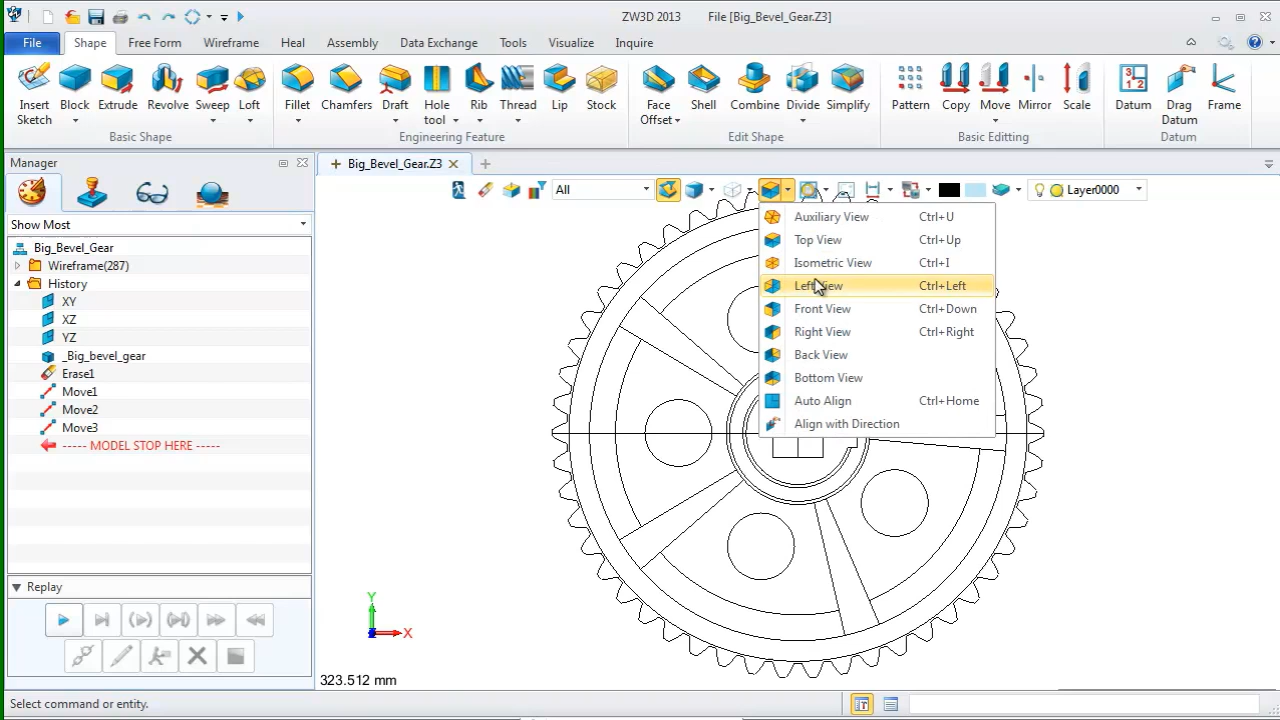 ZW3D 2013 File [Big_Bevel_Gear.Z3]
File Shape Free Form Wireframe Heal Assembly Data Exchange Tools Visualize Inquire
Insert Sketch Block Extrude Revolve Sweep Loft Fillet Chamfers Draft Hole tool Rib Thread Lip Stock Face Offset Shell Combine Divide Simplify Pattern Copy Move Mirror Scale Datum Drag Datum Frame
Basic Shape Engineering Feature Edit Shape Basic Editing Datum
Manager
Big_Bevel_Gear.Z3
All
Layer0000
Show Most
Big_Bevel_Gear
Wireframe(287)
History
XY
XZ
YZ
_Big_bevel_gear
Erase1
Move1
Move2
Move3
----- MODEL STOP HERE -----
Replay
Auxiliary View Ctrl+U
Top View Ctrl+Up
Isometric View Ctrl+I
Left View Ctrl+Left
Front View Ctrl+Down
Right View Ctrl+Right
Back View
Bottom View
Auto Align Ctrl+Home
Align with Direction
Y
X
323.512 mm
Select command or entity.